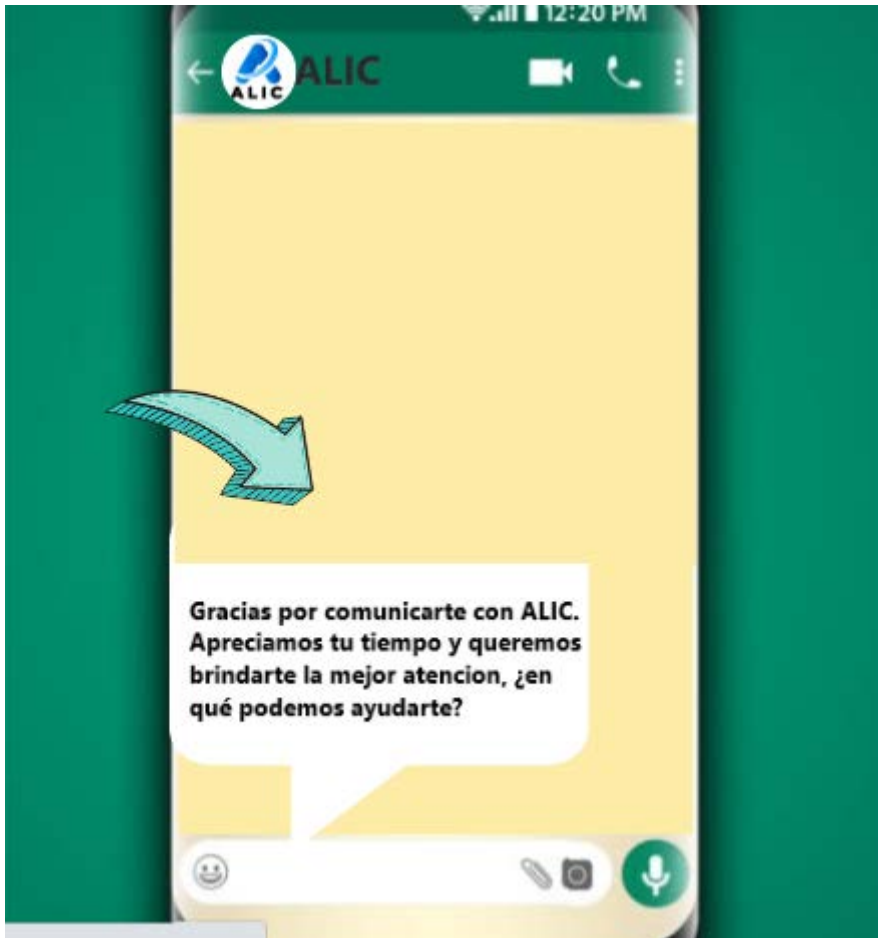 12:20 PM
ALIC
ALIC
Gracias por comunicarte con ALIC.
Apreciamos tu tiempo y queremos
brindarte la mejor atencion, ¿en
qué podemos ayudarte?